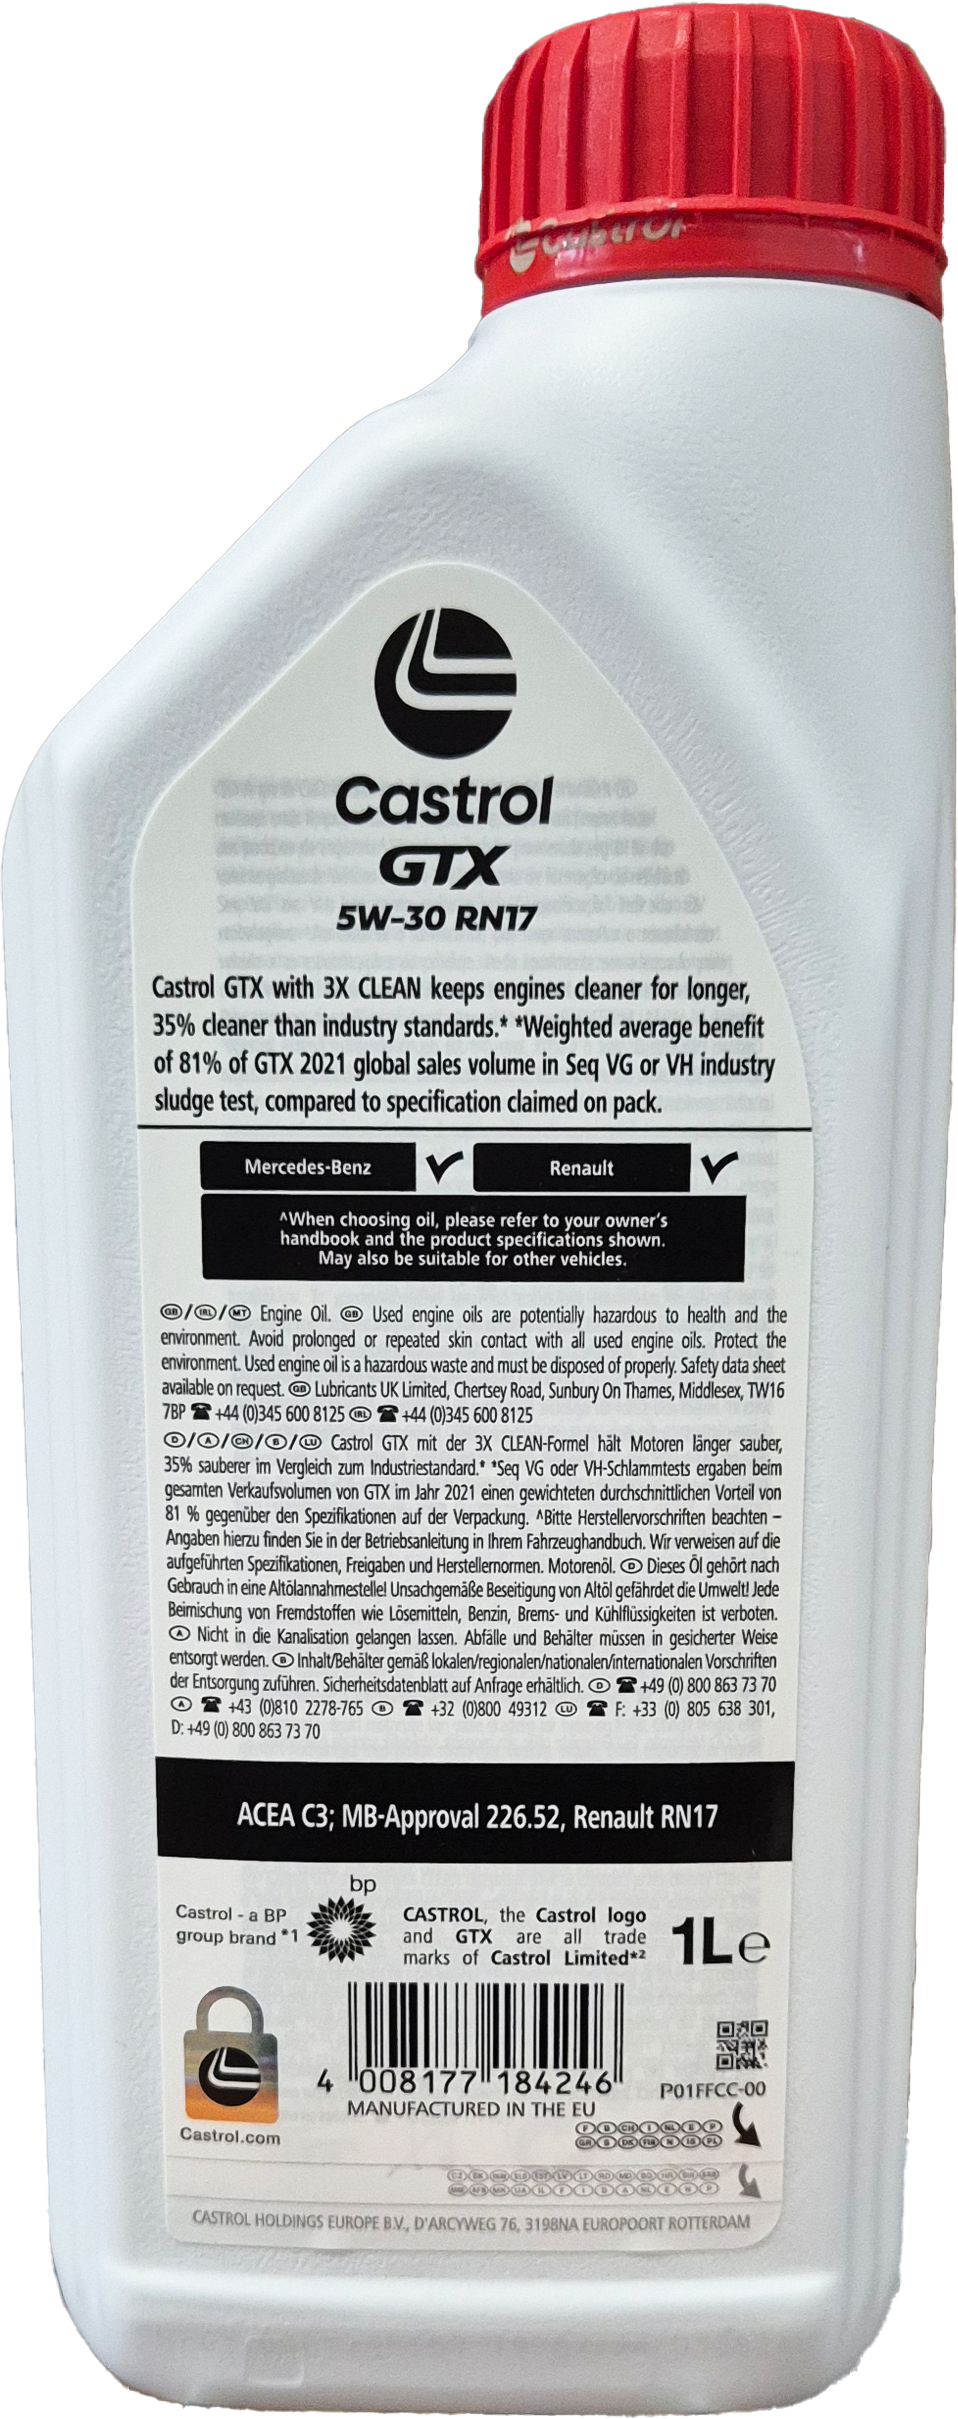 Castrol
Castrol
GTX
5W-30 RN17
Castrol GTX with 3X CLEAN keeps engines cleaner for longer,
35% cleaner than industry standards.* *Weighted average benefit
of 81% of GTX 2021 global sales volume in Seq VG or VH industry
sludge test, compared to specification claimed on pack.
Mercedes-Benz ✓ Renault ✓
^When choosing oil, please refer to your owner's
handbook and the product specifications shown.
May also be suitable for other vehicles.
GB/IRL/MT Engine Oil. GB Used engine oils are potentially hazardous to health and the
environment. Avoid prolonged or repeated skin contact with all used engine oils. Protect the
environment. Used engine oil is a hazardous waste and must be disposed of properly. Safety data sheet
available on request. GB Lubricants UK Limited, Chertsey Road, Sunbury On Thames, Middlesex, TW16
7BP ☎ +44 (0)345 600 8125 IRL ☎ +44 (0)345 600 8125
D/A/CH/B/LU Castrol GTX mit der 3X CLEAN-Formel hält Motoren länger sauber,
35% sauberer im Vergleich zum Industriestandard.* *Seq VG oder VH-Schlammtests ergaben beim
gesamten Verkaufsvolumen von GTX im Jahr 2021 einen gewichteten durchschnittlichen Vorteil von
81 % gegenüber den Spezifikationen auf der Verpackung. ^Bitte Herstellervorschriften beachten –
Angaben hierzu finden Sie in der Betriebsanleitung in Ihrem Fahrzeughandbuch. Wir verweisen auf die
aufgeführten Spezifikationen, Freigaben und Herstellernormen. Motorenöl. D Dieses Öl gehört nach
Gebrauch in eine Altölannahmestelle! Unsachgemäße Beseitigung von Altöl gefährdet die Umwelt! Jede
Beimischung von Fremdstoffen wie Lösemitteln, Benzin, Brems- und Kühlflüssigkeiten ist verboten.
A Nicht in die Kanalisation gelangen lassen. Abfälle und Behälter müssen in gesicherter Weise
entsorgt werden. B Inhalt/Behälter gemäß lokalen/regionalen/nationalen/internationalen Vorschriften
der Entsorgung zuführen. Sicherheitsdatenblatt auf Anfrage erhältlich. D ☎ +49 (0) 800 863 73 70
A ☎ +43 (0)810 2278-765 B ☎ +32 (0)800 49312 LU ☎ F: +33 (0) 805 638 301,
D: +49 (0) 800 863 73 70
ACEA C3; MB-Approval 226.52, Renault RN17
bp
Castrol - a BP
group brand *1
CASTROL, the Castrol logo
and GTX are all trade
marks of Castrol Limited*2
1L e
4 008177 184246
P01FFCC-00
MANUFACTURED IN THE EU
Castrol.com
F B CH I NL E P
GR S DK FIN N IS PL
CASTROL HOLDINGS EUROPE B.V., D'ARCYWEG 76, 3198NA EUROPOORT ROTTERDAM